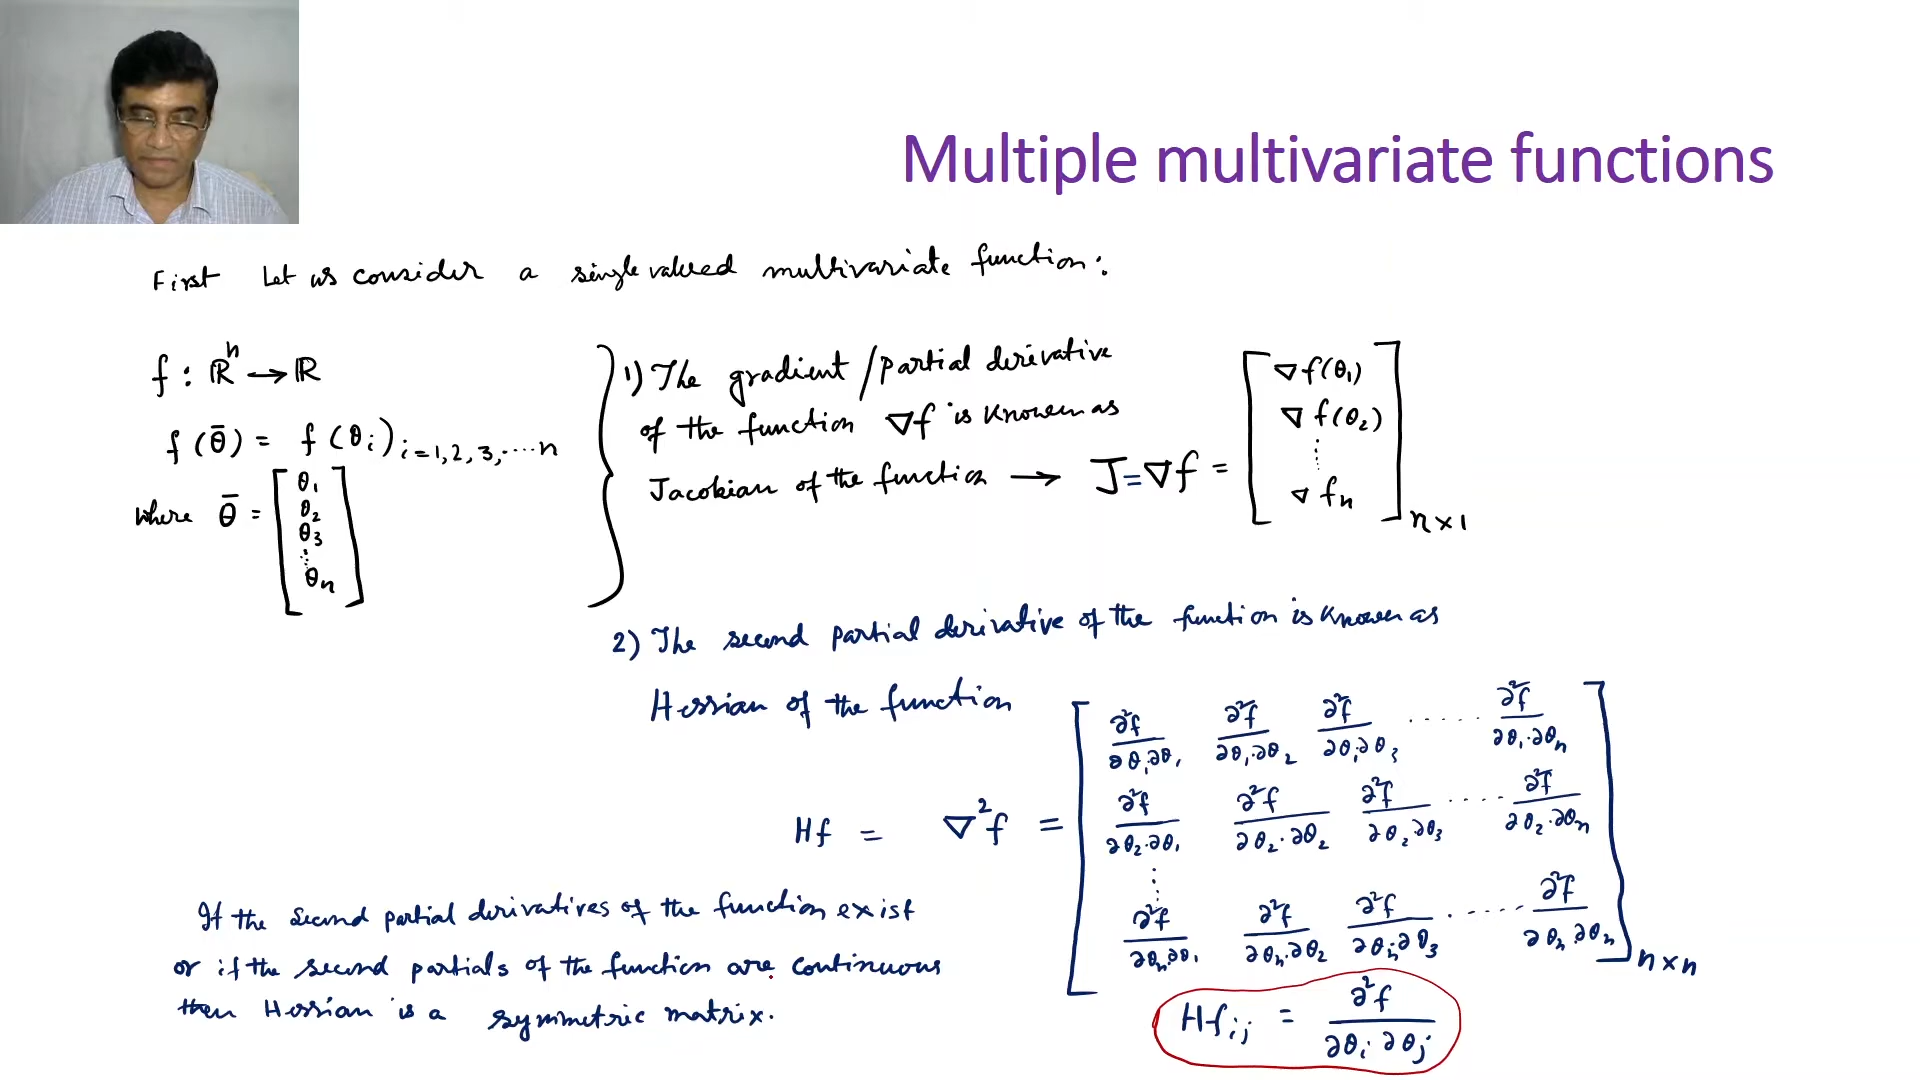 Multiple multivariate functions
First Let us consider a single valued multivariate function:
f : ℝⁿ → ℝ
f(θ̄) = f(θᵢ) i = 1, 2, 3, ..... n
where θ̄ = [θ₁ θ₂ θ₃ ⋮ θₙ]
1) The gradient / partial derivative
of the function ∇f is known as
Jacobian of the function → J = ∇f = [∇f(θ₁) ∇f(θ₂) ⋮ ∇fₙ] n×1
2) The second partial derivative of the function is known as
Hessian of the function
Hf = ∇²f =
∂²f/∂θ₁.∂θ₁ ∂²f/∂θ₁.∂θ₂ ∂²f/∂θ₁.∂θ₃ ...... ∂²f/∂θ₁.∂θₙ
∂²f/∂θ₂.∂θ₁ ∂²f/∂θ₂.∂θ₂ ∂²f/∂θ₂.∂θ₃ ..... ∂²f/∂θ₂.∂θₙ
⋮
∂²f/∂θₙ.∂θ₁ ∂²f/∂θₙ.∂θ₂ ∂²f/∂θₙ.∂θ₃ ...... ∂²f/∂θₙ.∂θₙ
n×n
If the second partial derivatives of the function exist
or if the second partials of the function are continuous
then Hessian is a symmetric matrix.
Hfᵢⱼ = ∂²f/∂θᵢ.∂θⱼ